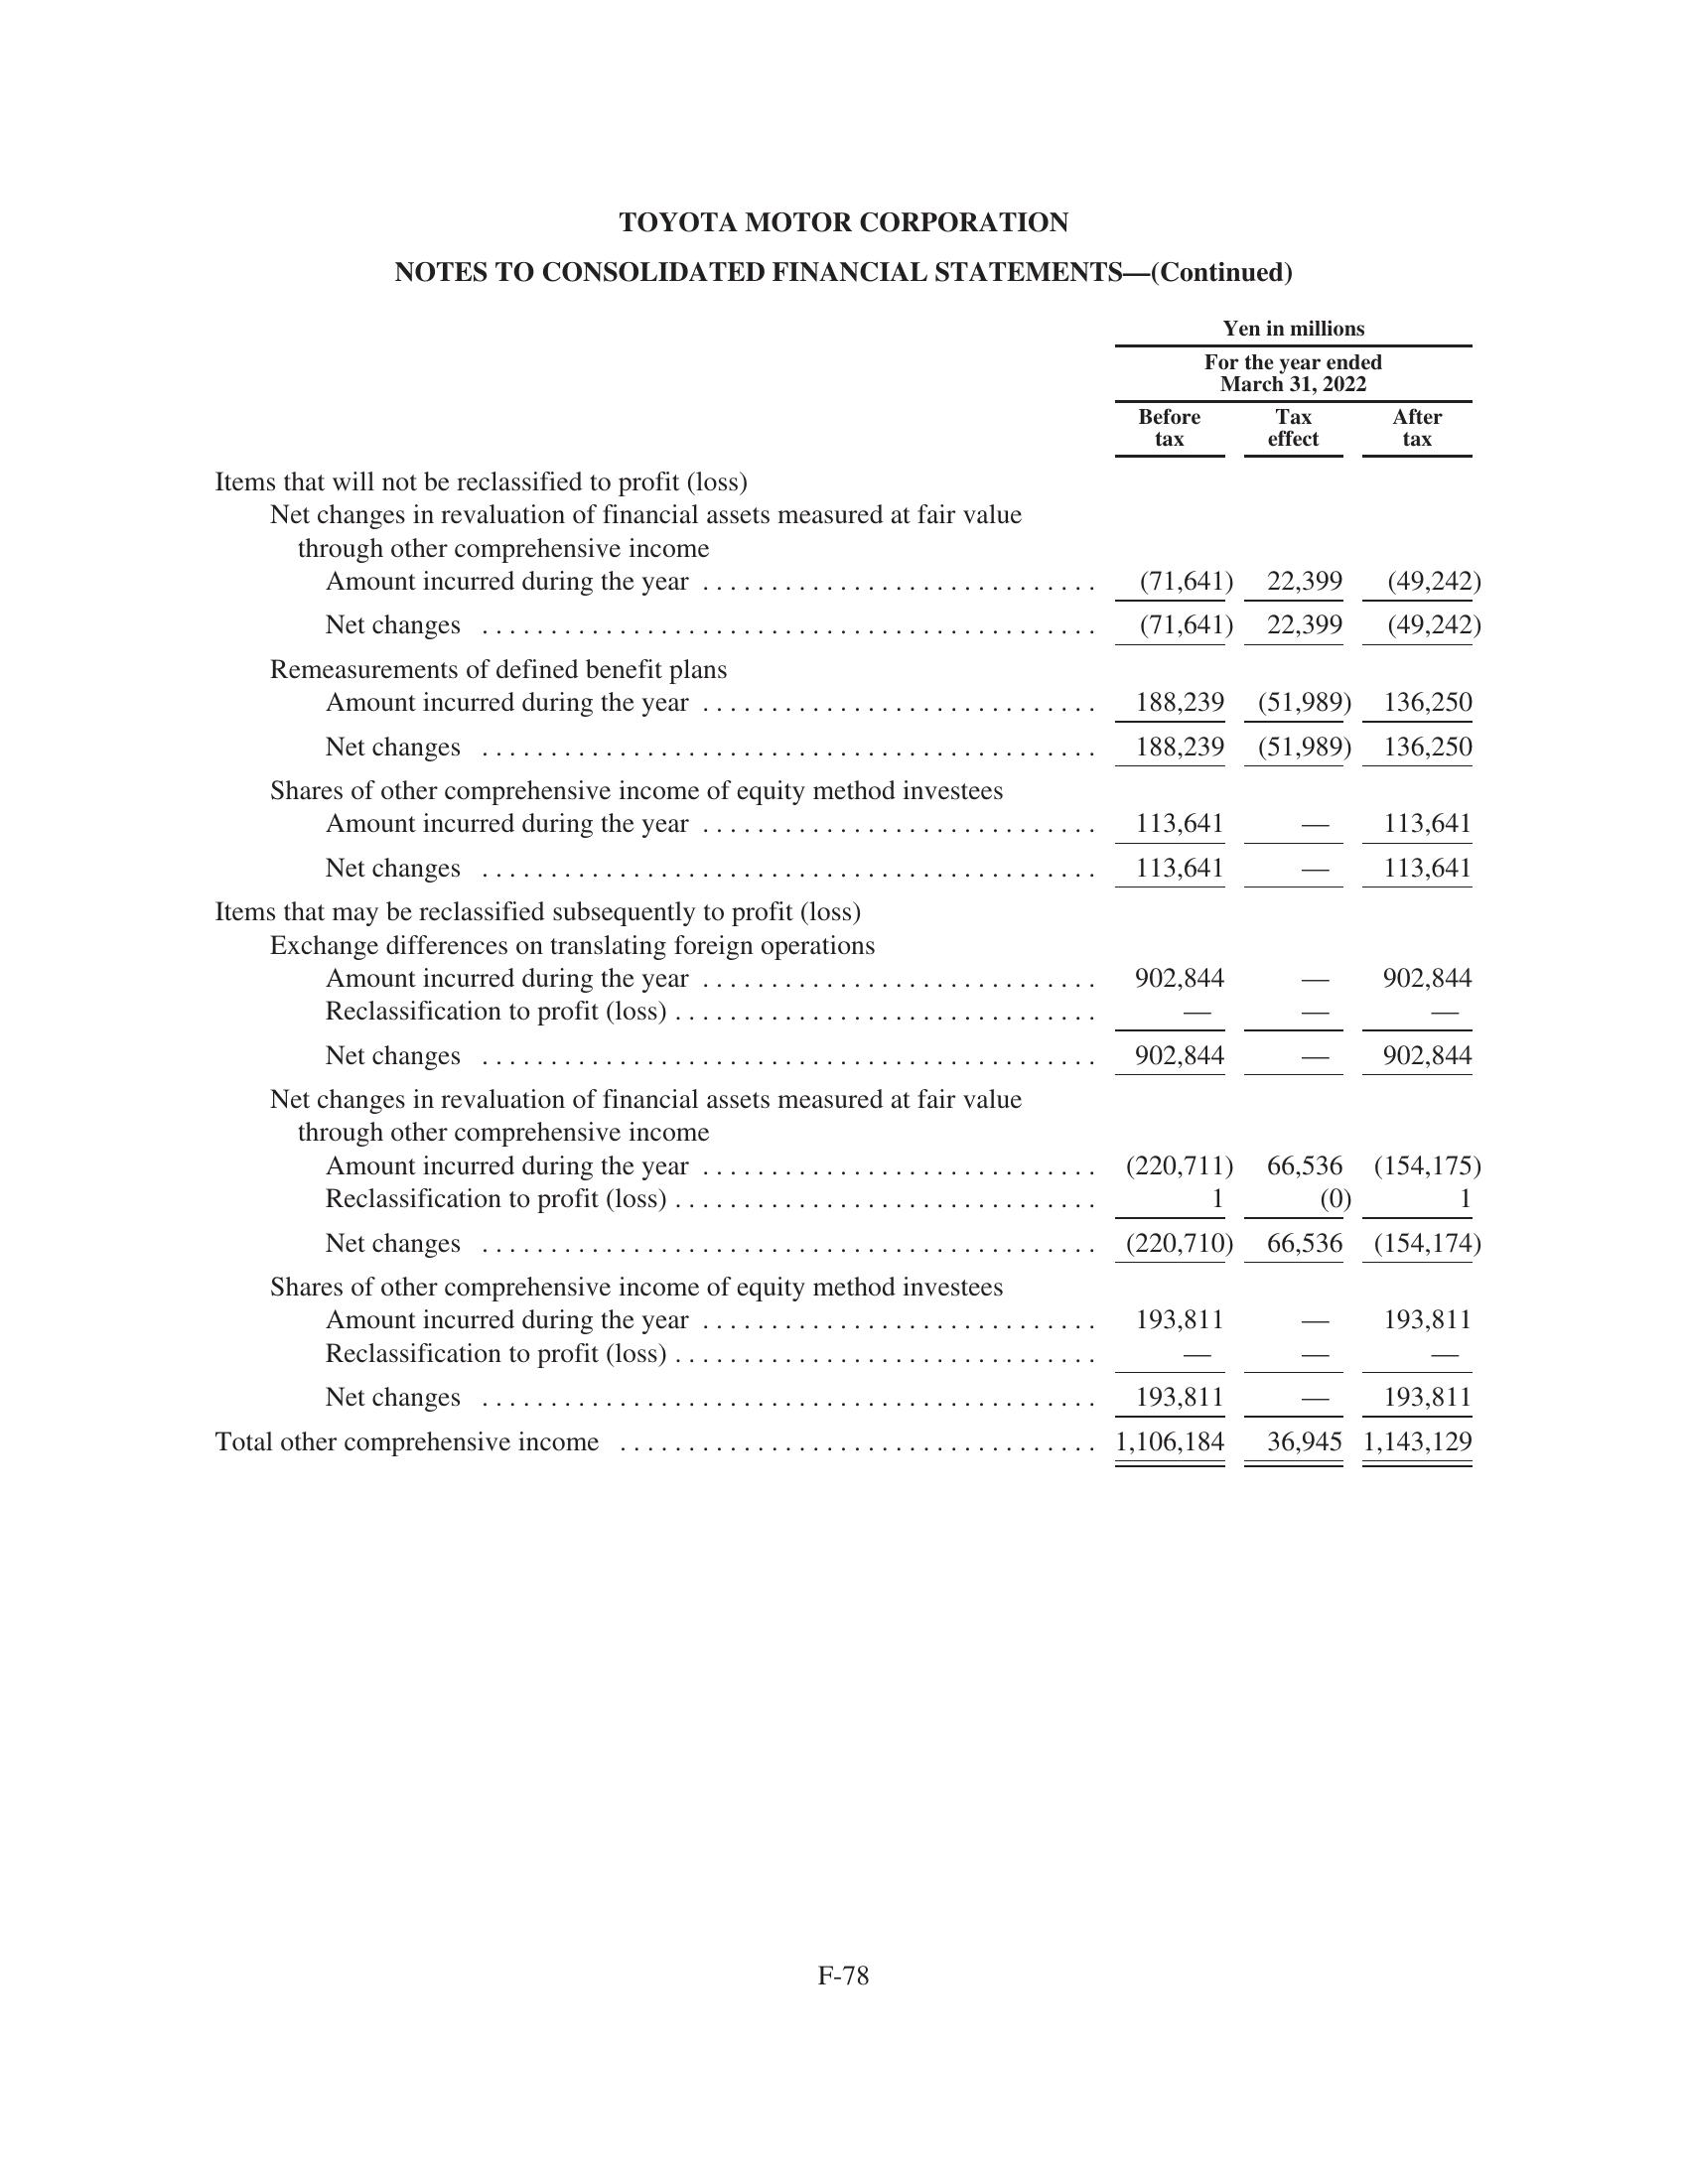 TOYOTA MOTOR CORPORATION
NOTES TO CONSOLIDATED FINANCIAL STATEMENTS—(Continued)
Yen in millions
For the year ended
March 31, 2022
Before tax Tax effect After tax
Items that will not be reclassified to profit (loss)
Net changes in revaluation of financial assets measured at fair value
through other comprehensive income
Amount incurred during the year (71,641) 22,399 (49,242)
Net changes (71,641) 22,399 (49,242)
Remeasurements of defined benefit plans
Amount incurred during the year 188,239 (51,989) 136,250
Net changes 188,239 (51,989) 136,250
Shares of other comprehensive income of equity method investees
Amount incurred during the year 113,641 — 113,641
Net changes 113,641 — 113,641
Items that may be reclassified subsequently to profit (loss)
Exchange differences on translating foreign operations
Amount incurred during the year 902,844 — 902,844
Reclassification to profit (loss) — — —
Net changes 902,844 — 902,844
Net changes in revaluation of financial assets measured at fair value
through other comprehensive income
Amount incurred during the year (220,711) 66,536 (154,175)
Reclassification to profit (loss) 1 (0) 1
Net changes (220,710) 66,536 (154,174)
Shares of other comprehensive income of equity method investees
Amount incurred during the year 193,811 — 193,811
Reclassification to profit (loss) — — —
Net changes 193,811 — 193,811
Total other comprehensive income 1,106,184 36,945 1,143,129
F-78